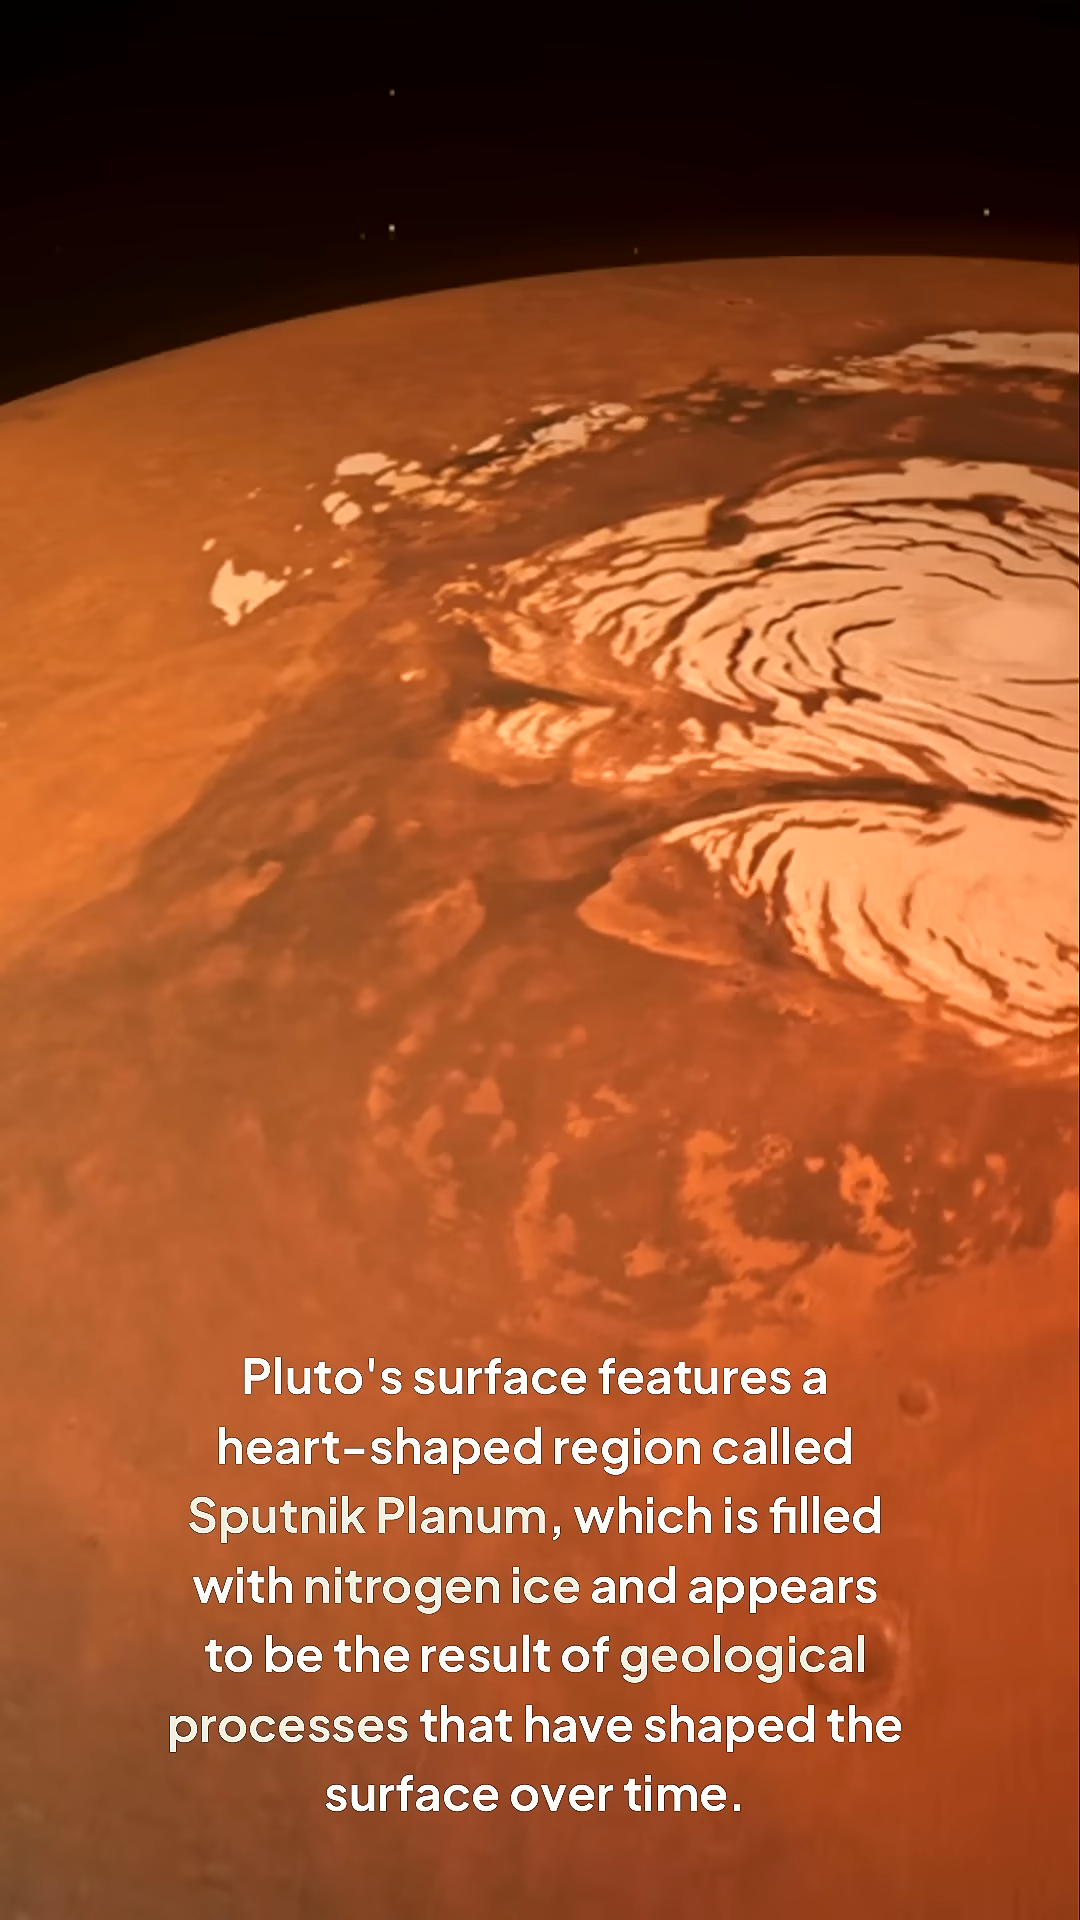 Pluto's surface features a
heart-shaped region called
Sputnik Planum, which is filled
with nitrogen ice and appears
to be the result of geological
processes that have shaped the
surface over time.